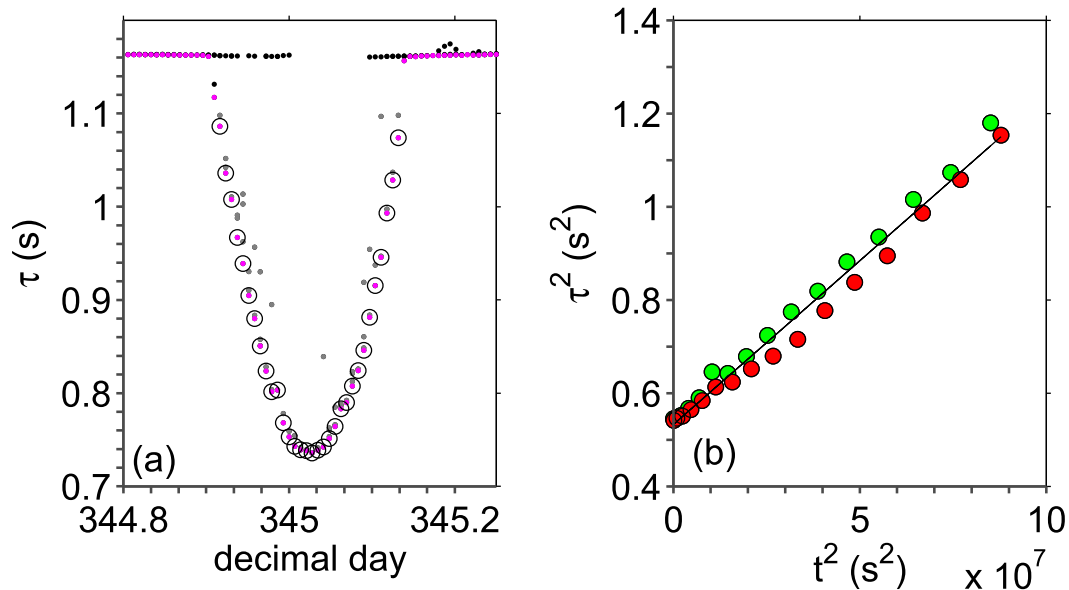 1.1
1
0.9
0.8
0.7
τ (s)
(a)
344.8 345 345.2
decimal day
1.4
1.2
1
0.8
0.6
0.4
τ² (s²)
(b)
0 5 10
t² (s²)
x 10⁷